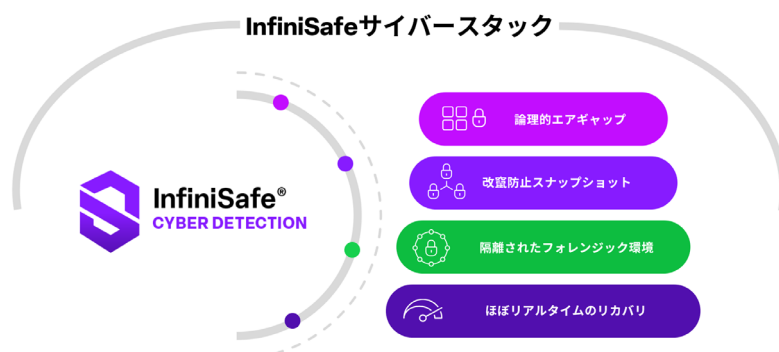 InfiniSafeサイバースタック
InfiniSafe®
CYBER DETECTION
論理的エアギャップ
改竄防止スナップショット
隔離されたフォレンジック環境
ほぼリアルタイムのリカバリ